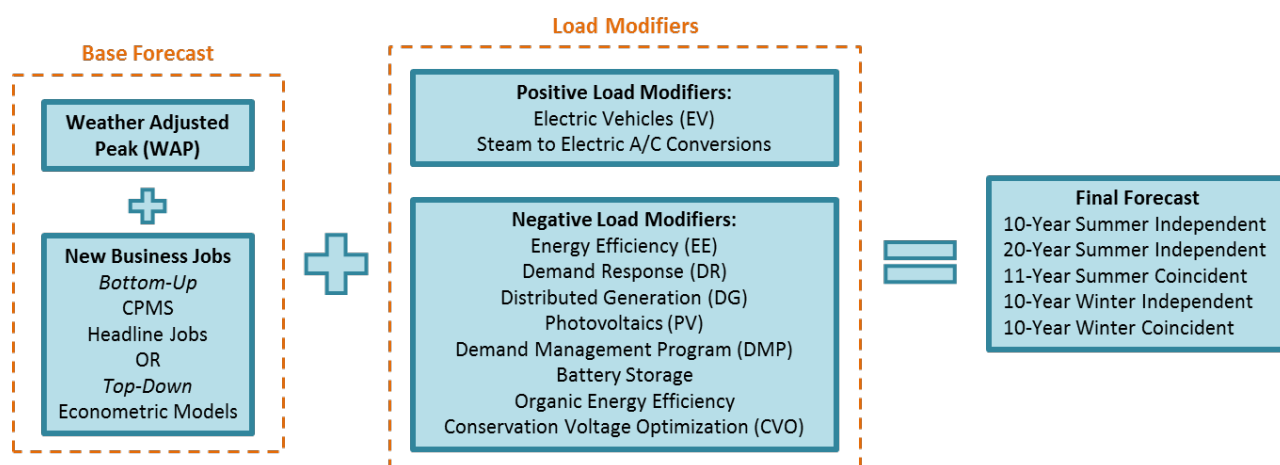 Base Forecast
Weather Adjusted
Peak (WAP)
New Business Jobs
Bottom-Up
CPMS
Headline Jobs
OR
Top-Down
Econometric Models
Load Modifiers
Positive Load Modifiers:
Electric Vehicles (EV)
Steam to Electric A/C Conversions
Negative Load Modifiers:
Energy Efficiency (EE)
Demand Response (DR)
Distributed Generation (DG)
Photovoltaics (PV)
Demand Management Program (DMP)
Battery Storage
Organic Energy Efficiency
Conservation Voltage Optimization (CVO)
Final Forecast
10-Year Summer Independent
20-Year Summer Independent
11-Year Summer Coincident
10-Year Winter Independent
10-Year Winter Coincident